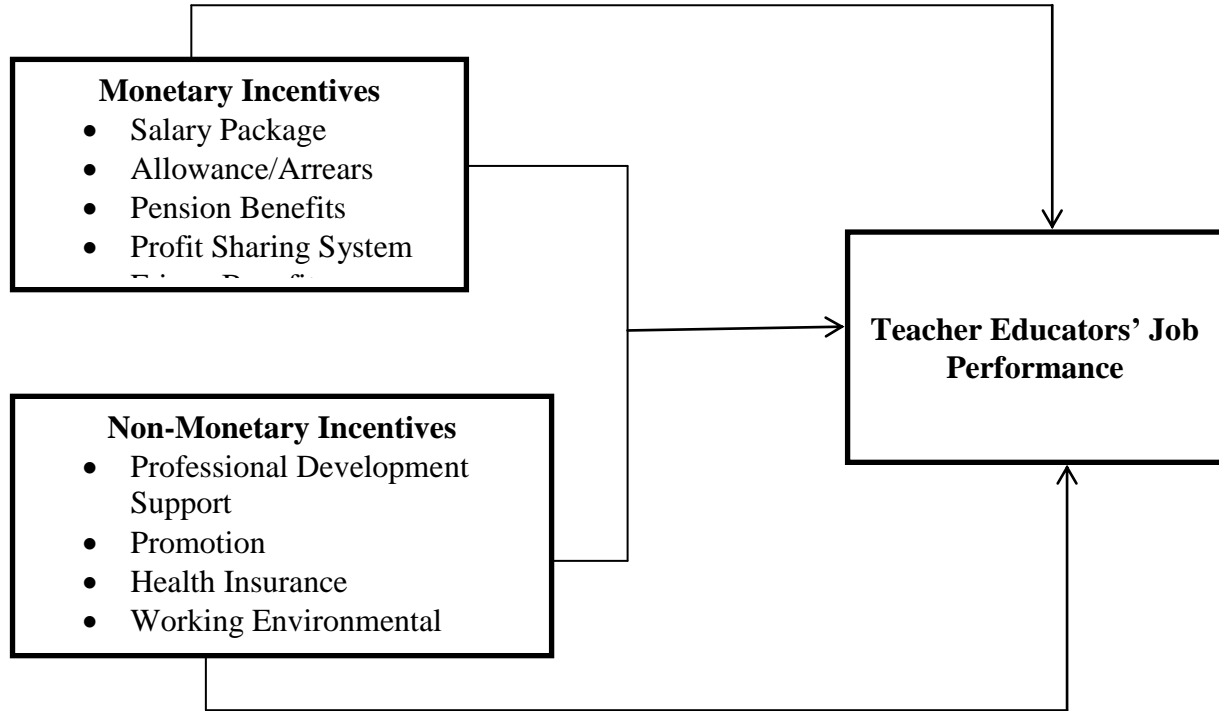 Monetary Incentives
• Salary Package
• Allowance/Arrears
• Pension Benefits
• Profit Sharing System
Non-Monetary Incentives
• Professional Development
Support
• Promotion
• Health Insurance
• Working Environmental
Teacher Educators’ Job
Performance